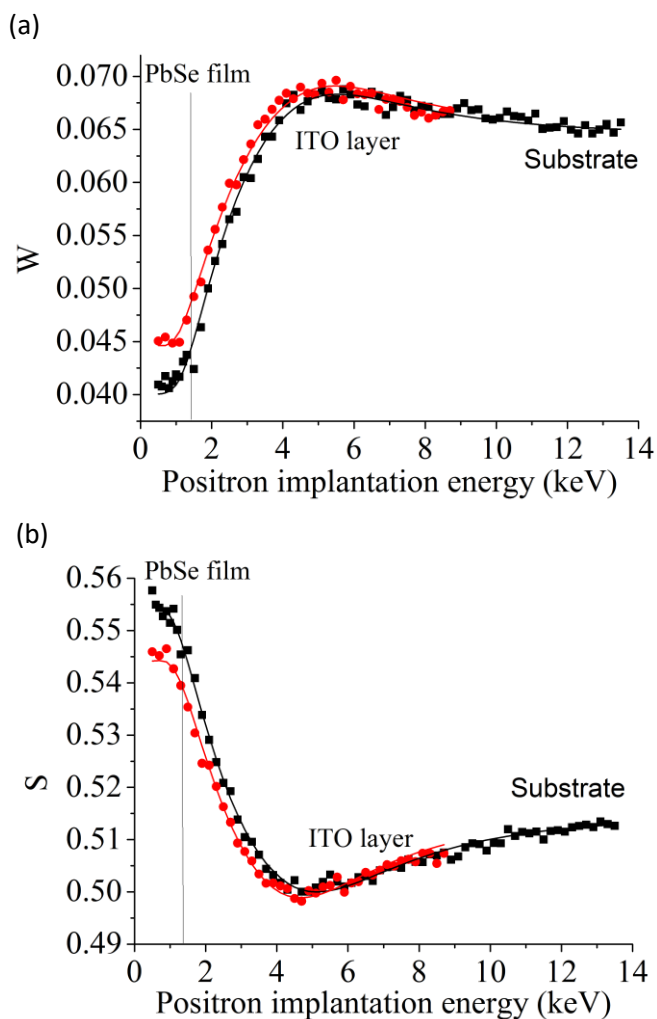 (a)
PbSe film
0.070
0.065
0.060
0.055
0.050
0.045
0.040
W
ITO layer
Substrate
0 2 4 6 8 10 12 14
Positron implantation energy (keV)
(b)
PbSe film
0.56
0.55
0.54
0.53
0.52
0.51
0.50
0.49
S
Substrate
ITO layer
0 2 4 6 8 10 12 14
Positron implantation energy (keV)